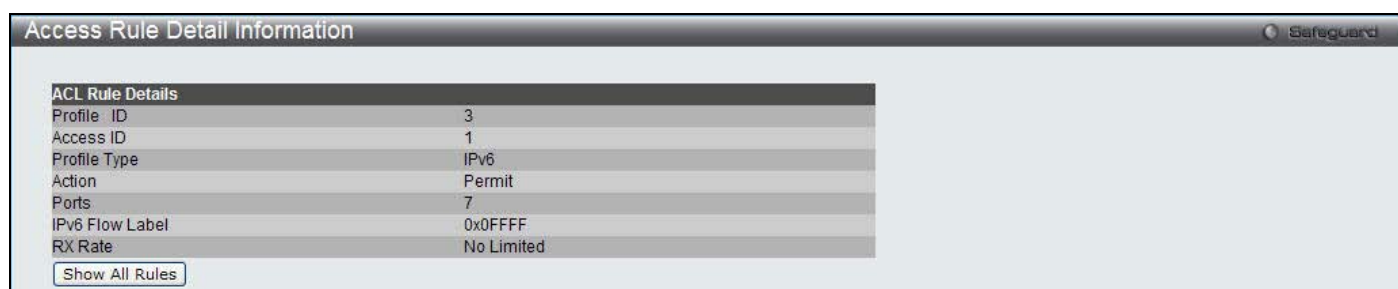 Access Rule Detail Information
Safeguard
ACL Rule Details
Profile ID 3
Access ID 1
Profile Type IPv6
Action Permit
Ports 7
IPv6 Flow Label 0x0FFFF
RX Rate No Limited
Show All Rules